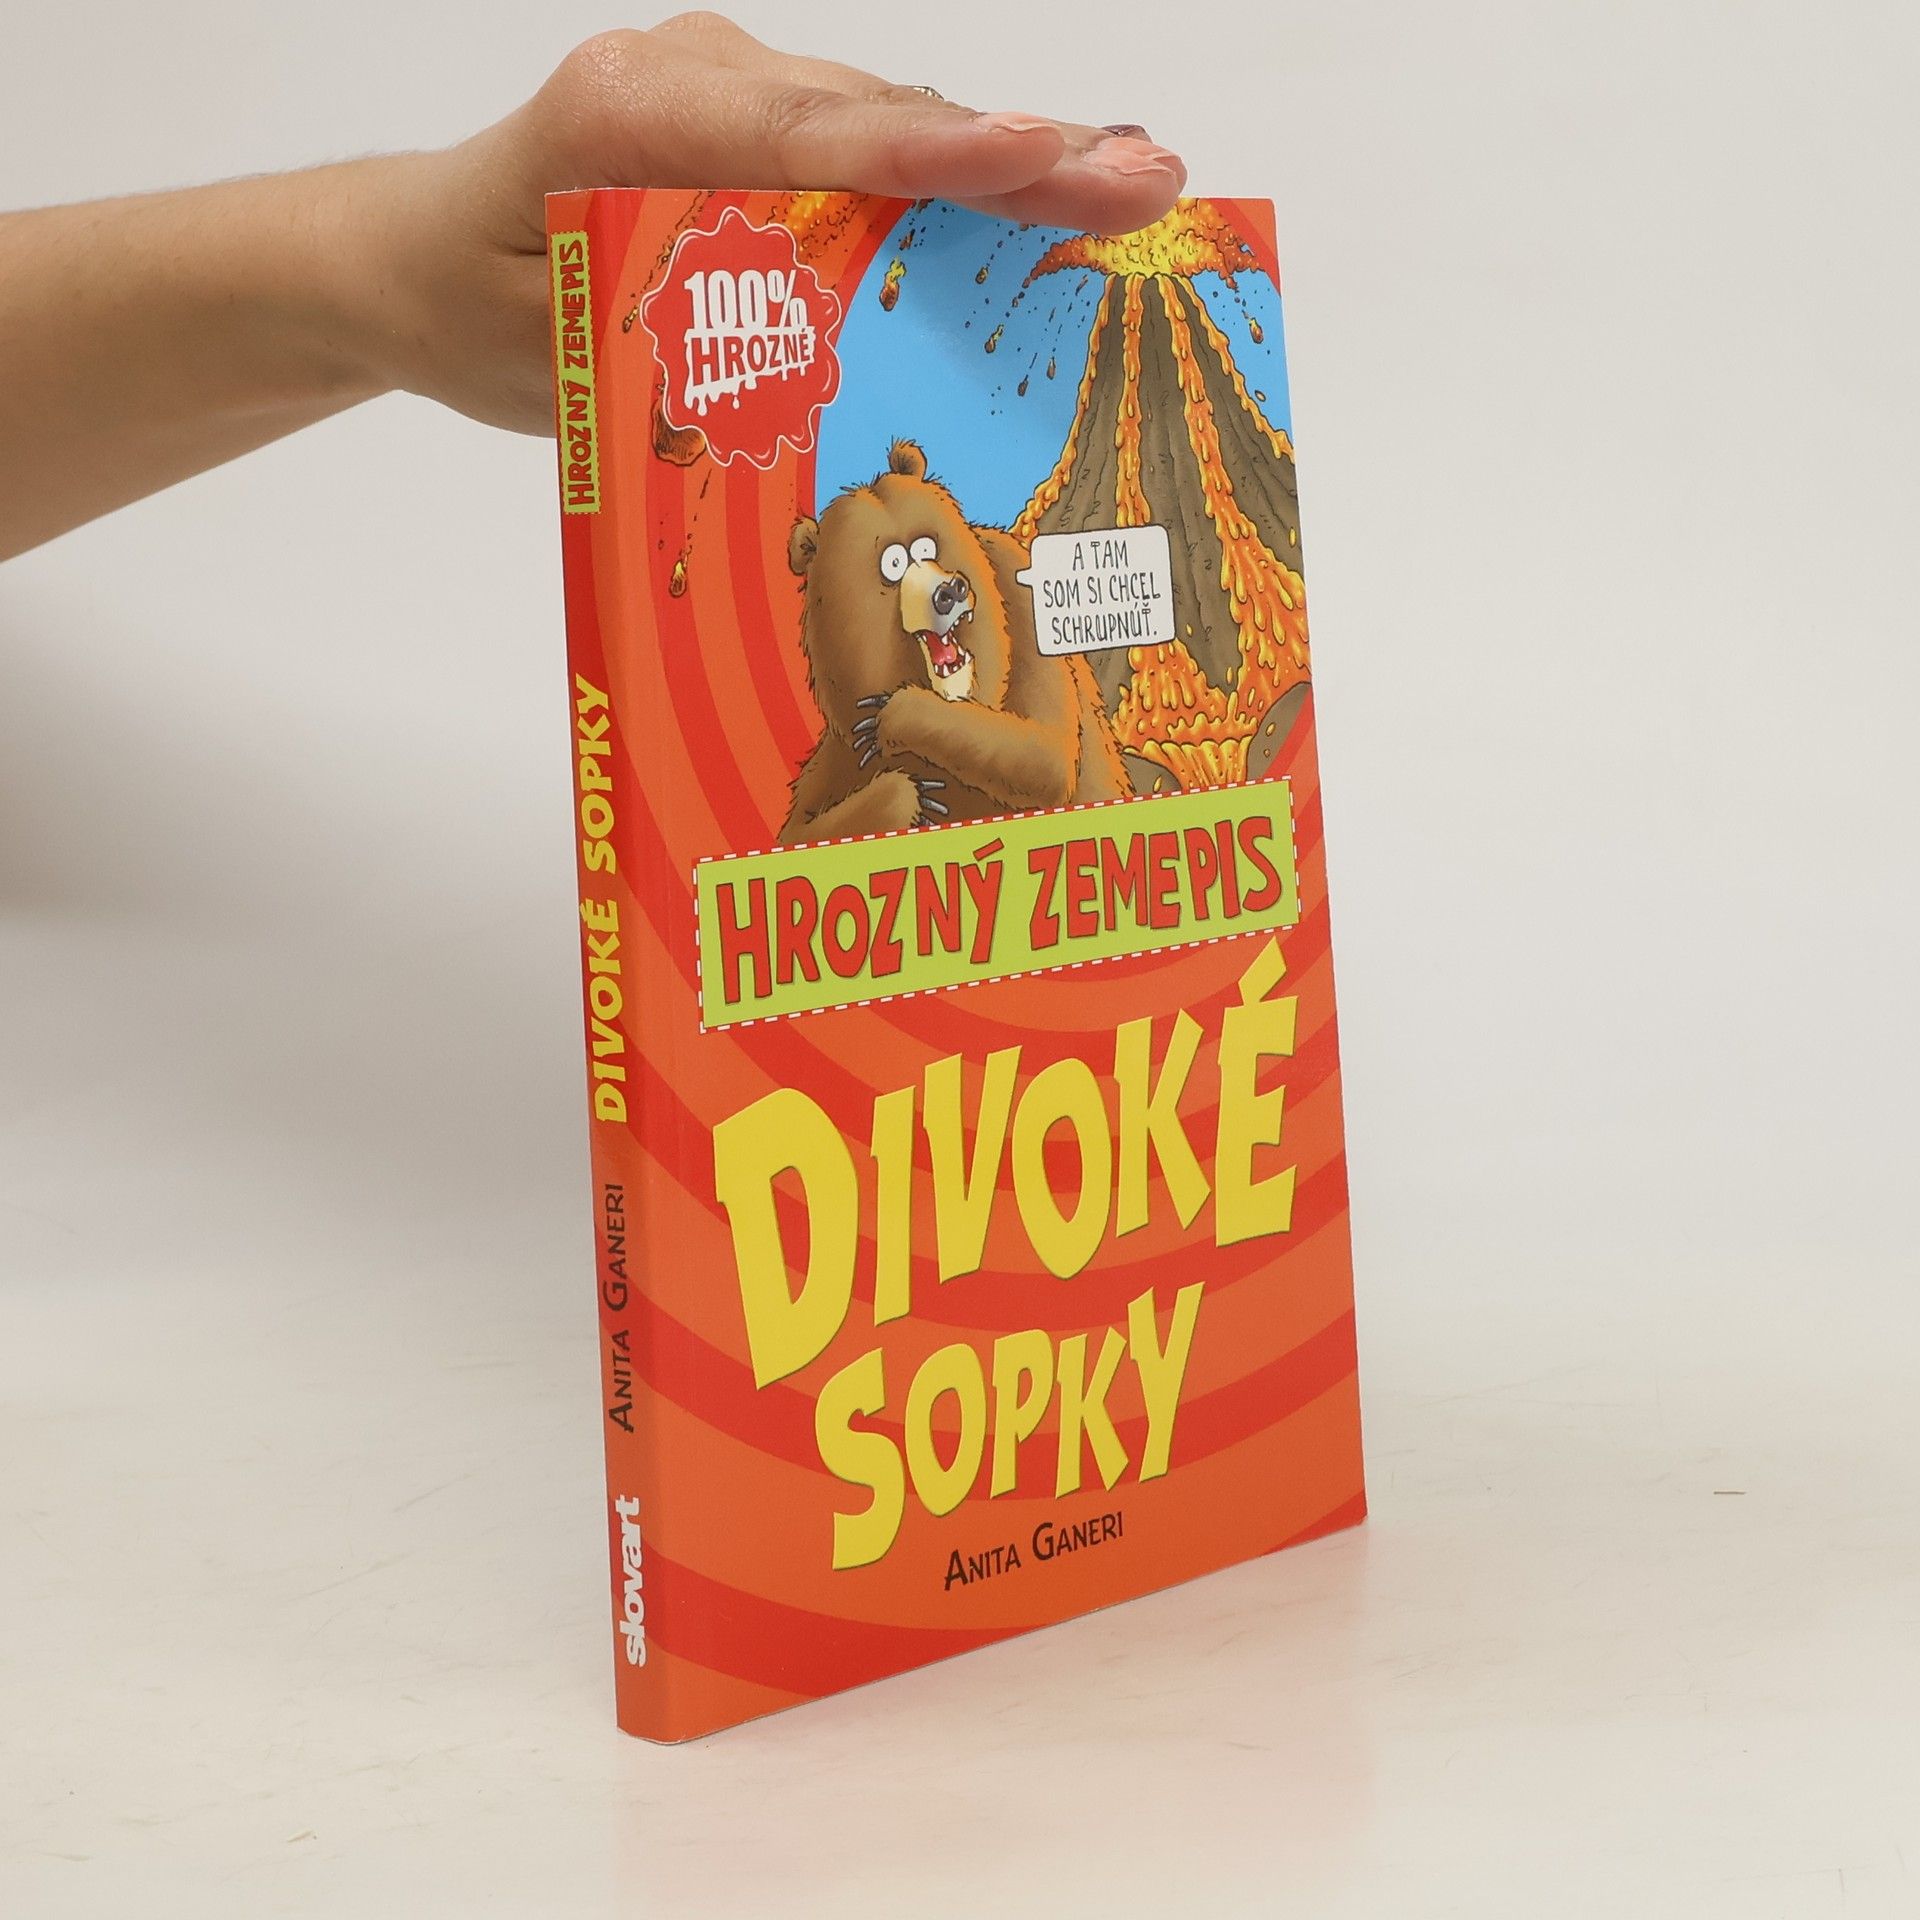 HROZNÝ ZEMEPIS
DIVOKÉ SOPKY
ANITA GANERI
slovart
100%
HROZNÉ
A TAM
SOM SI CHCEL
SCHRUPNÚŤ.
HROZNÝ ZEMEPIS
DIVOKÉ
SOPKY
ANITA GANERI